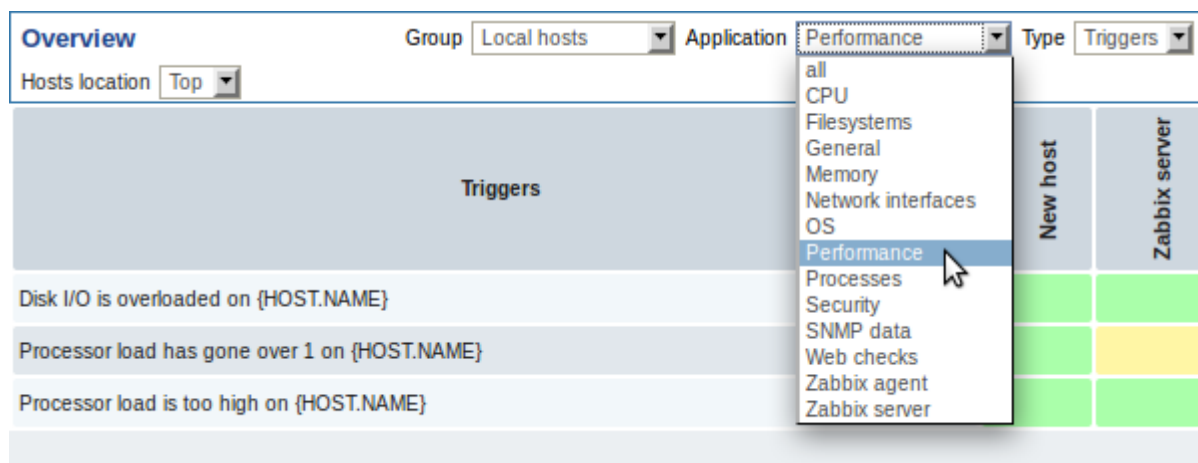 Overview Group Local hosts Application Performance Type Triggers
Hosts location Top
all
CPU
Filesystems
General
Memory
Network interfaces
OS
Performance
Processes
Security
SNMP data
Web checks
Zabbix agent
Zabbix server
Triggers New host Zabbix server
Disk I/O is overloaded on {HOST.NAME}
Processor load has gone over 1 on {HOST.NAME}
Processor load is too high on {HOST.NAME}